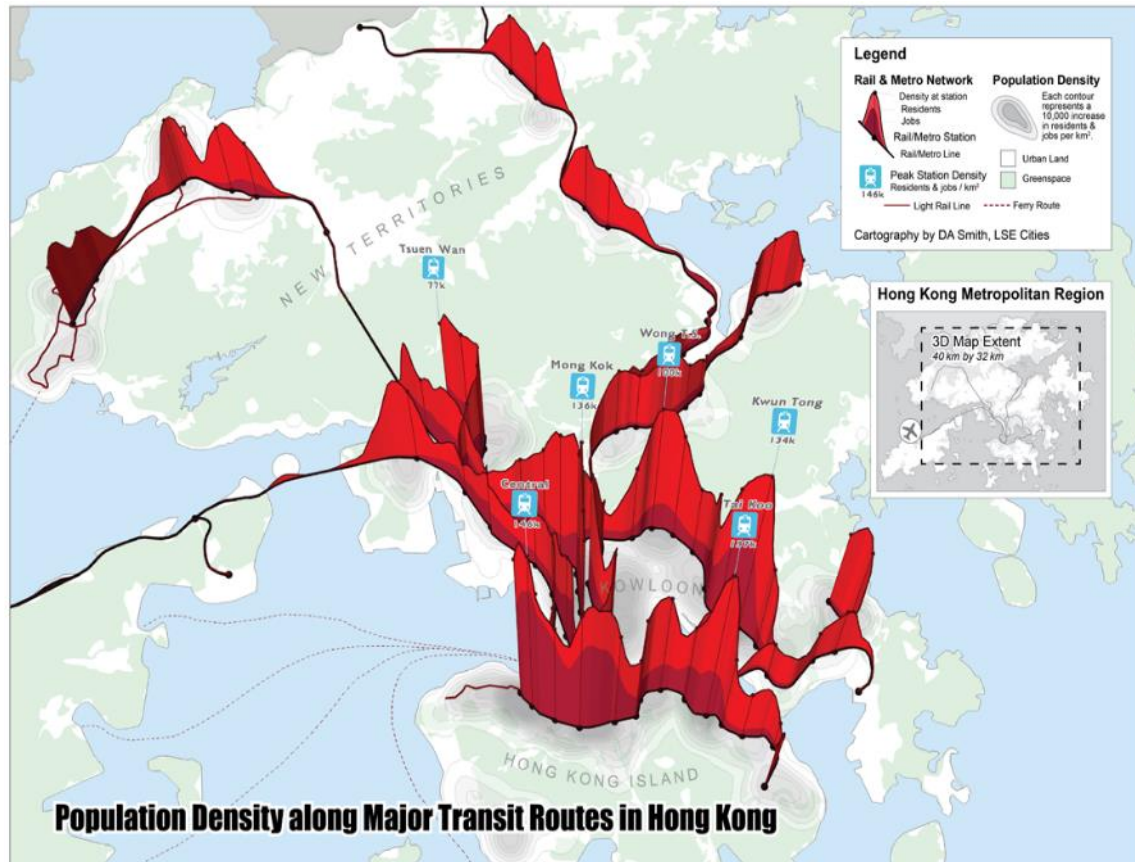 Legend
Rail & Metro Network
Density at station
Residents
Jobs
Rail/Metro Station
Rail/Metro Line
146k
Peak Station Density
Residents & jobs / km²
Population Density
Each contour
represents a
10,000 increase
in residents &
jobs per km².
Urban Land
Greenspace
Light Rail Line
Ferry Route
Cartography by DA Smith, LSE Cities
Hong Kong Metropolitan Region
3D Map Extent
40 km by 32 km
NEW TERRITORIES
Tsuen Wan
77k
Wong T.S.
100k
Mong Kok
136k
Kwun Tong
134k
Central
146k
Tai Koo
137k
KOWLOON
HONG KONG ISLAND
Population Density along Major Transit Routes in Hong Kong